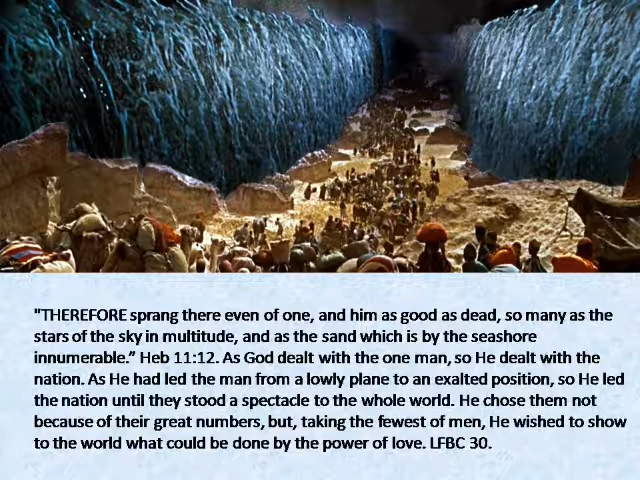 "THEREFORE sprang there even of one, and him as good as dead, so many as the
stars of the sky in multitude, and as the sand which is by the seashore
innumerable.” Heb 11:12. As God dealt with the one man, so He dealt with the
nation. As He had led the man from a lowly plane to an exalted position, so He led
the nation until they stood a spectacle to the whole world. He chose them not
because of their great numbers, but, taking the fewest of men, He wished to show
to the world what could be done by the power of love. LFBC 30.